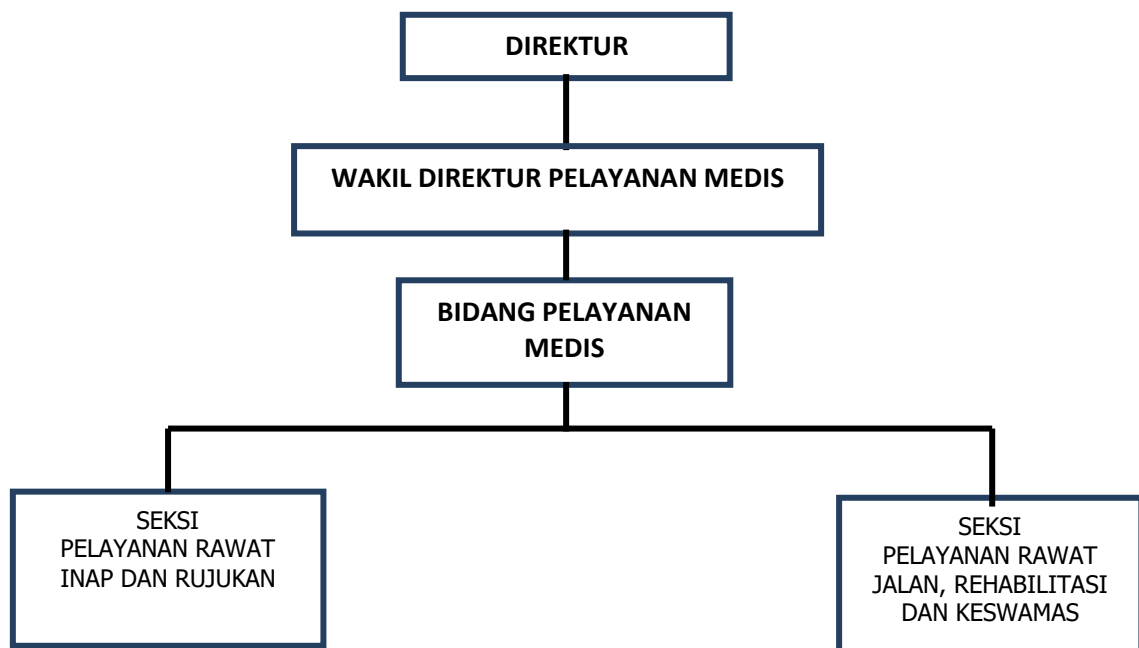 DIREKTUR
WAKIL DIREKTUR PELAYANAN MEDIS
BIDANG PELAYANAN
MEDIS
SEKSI
PELAYANAN RAWAT
INAP DAN RUJUKAN
SEKSI
PELAYANAN RAWAT
JALAN, REHABILITASI
DAN KESWAMAS